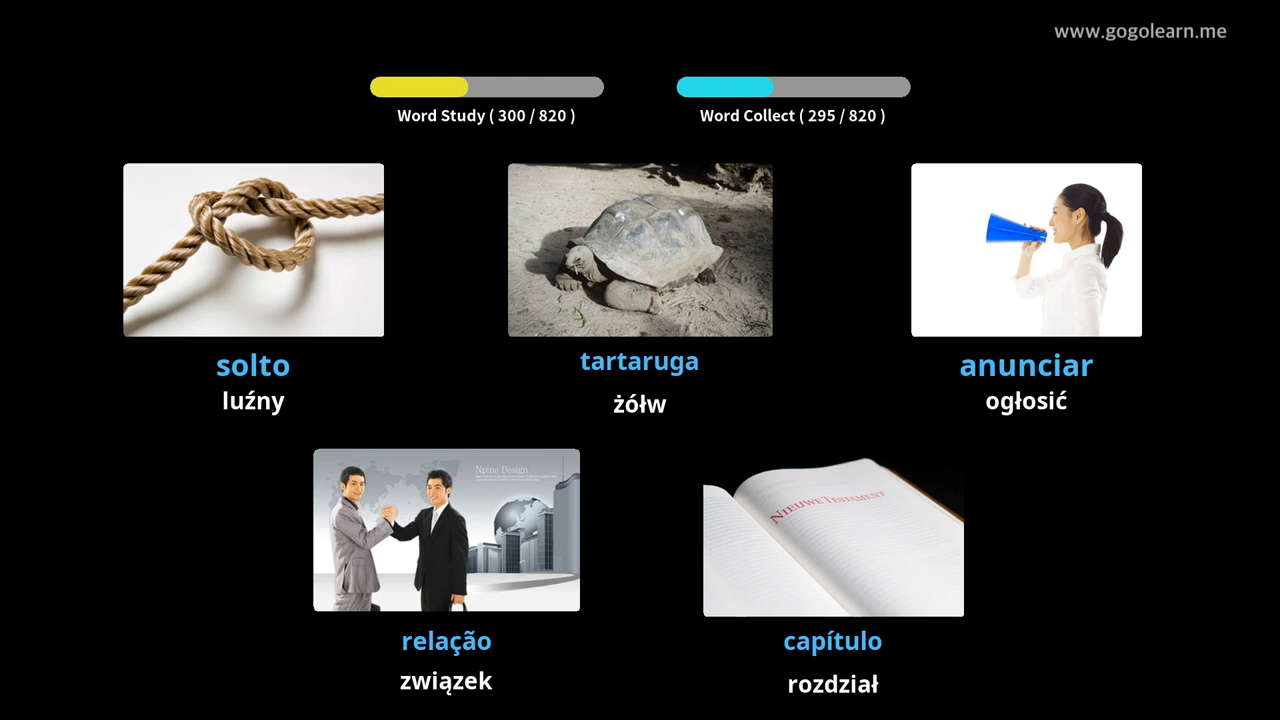 www.gogolearn.me
Word Study ( 300 / 820 )
Word Collect ( 295 / 820 )
solto
luźny
tartaruga
żółw
anunciar
ogłosić
Npine Design
NIEUWE TESTAMENT
relação
związek
capítulo
rozdział